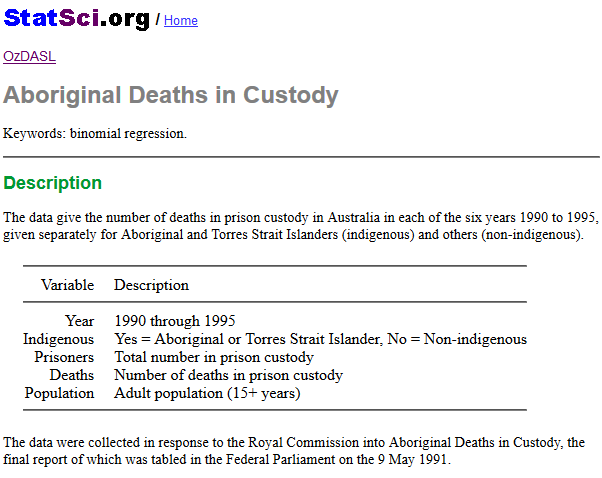 StatSci.org / Home
OzDASL
Aboriginal Deaths in Custody
Keywords: binomial regression.
Description
The data give the number of deaths in prison custody in Australia in each of the six years 1990 to 1995,
given separately for Aboriginal and Torres Strait Islanders (indigenous) and others (non-indigenous).
Variable Description
Year 1990 through 1995
Indigenous Yes = Aboriginal or Torres Strait Islander, No = Non-indigenous
Prisoners Total number in prison custody
Deaths Number of deaths in prison custody
Population Adult population (15+ years)
The data were collected in response to the Royal Commission into Aboriginal Deaths in Custody, the
final report of which was tabled in the Federal Parliament on the 9 May 1991.